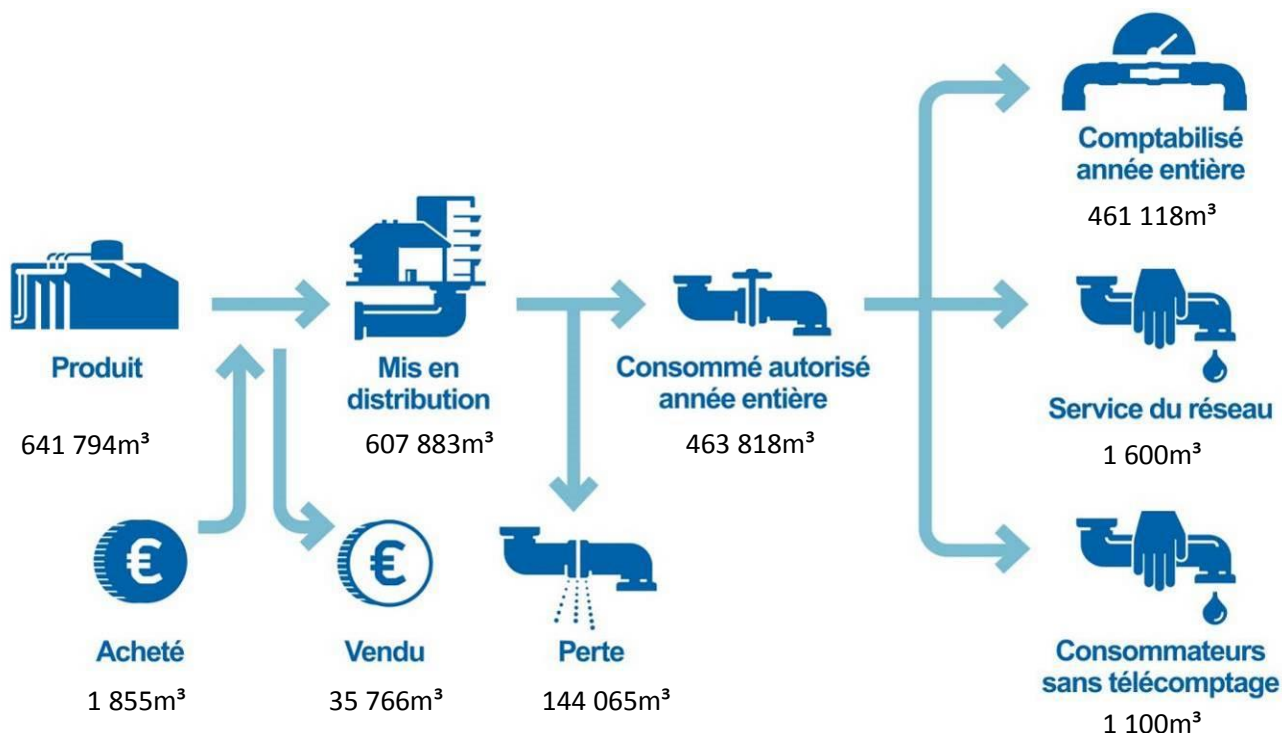 Comptabilisé
année entière
461 118m³
Produit
641 794m³
Mis en
distribution
607 883m³
Consommé autorisé
année entière
463 818m³
Service du réseau
1 600m³
€
Acheté
1 855m³
€
Vendu
35 766m³
Perte
144 065m³
Consommateurs
sans télécomptage
1 100m³